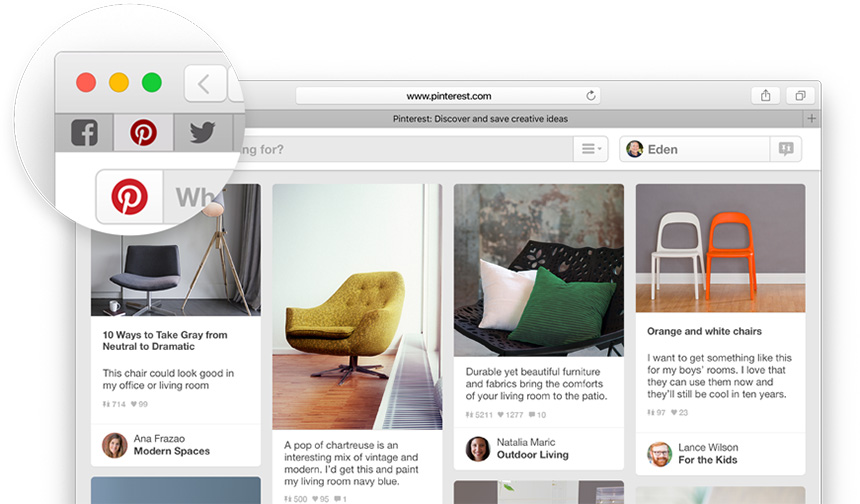 www.pinterest.com
Pinterest: Discover and save creative ideas
Wh
ng for?
Eden
10 Ways to Take Gray from
Neutral to Dramatic
This chair could look good in
my office or living room
714 99
Ana Frazao
Modern Spaces
A pop of chartreuse is an
interesting mix of vintage and
modern. I'd get this and paint
my living room navy blue.
500 95 1
Durable yet beautiful furniture
and fabrics bring the comforts
of your living room to the patio.
5211 1277 10
Natalia Maric
Outdoor Living
Orange and white chairs
I want to get something like this
for my boys' rooms. I love that
they can use them now and
they'll still be cool in ten years.
97 23
Lance Wilson
For the Kids